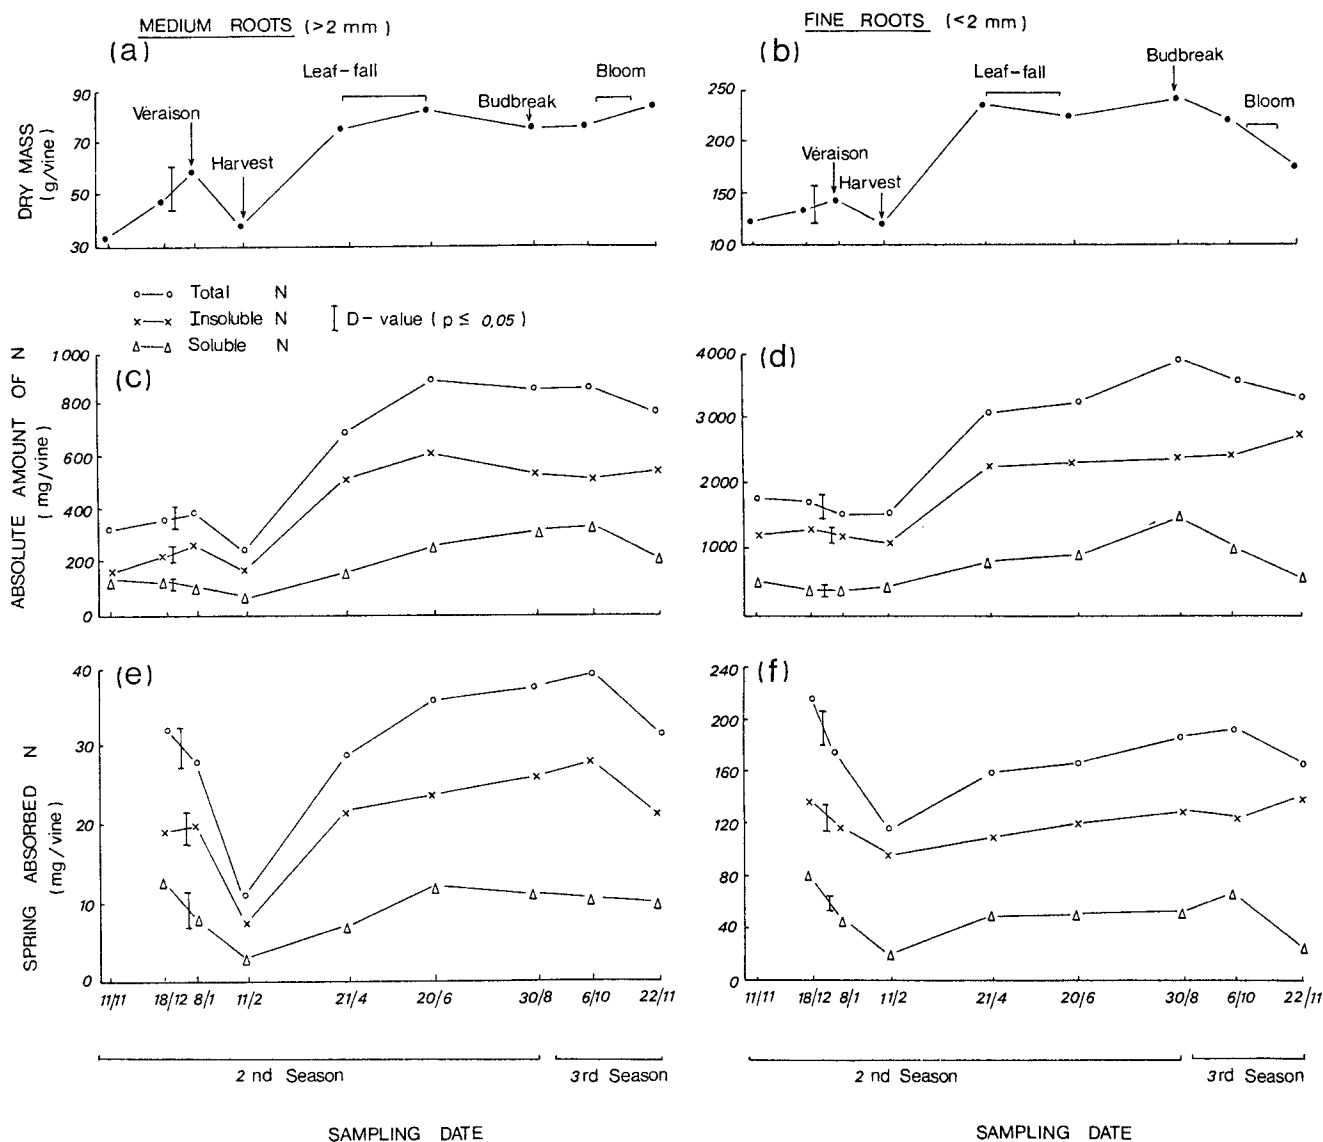 MEDIUM ROOTS (>2 mm)
FINE ROOTS (<2 mm)
(a)
Leaf-fall
Bloom
Budbreak
Véraison
Harvest
90
70
50
30
DRY MASS
(g/vine)
(b)
Budbreak
Leaf-fall
Bloom
Véraison
Harvest
250
200
150
100
o—o Total N
x—x Insoluble N
Δ—Δ Soluble N
D-value (p ≤ 0,05)
(c)
1000
800
600
400
200
0
ABSOLUTE AMOUNT OF N
(mg/vine)
(d)
4000
3000
2000
1000
(e)
40
30
20
10
0
SPRING ABSORBED N
(mg/vine)
(f)
240
200
160
120
80
40
0
11/11 18/12 8/1 11/2 21/4 20/6 30/8 6/10 22/11
11/11 18/12 8/1 11/2 21/4 20/6 30/8 6/10 22/11
2nd Season 3rd Season
2nd Season 3rd Season
SAMPLING DATE
SAMPLING DATE